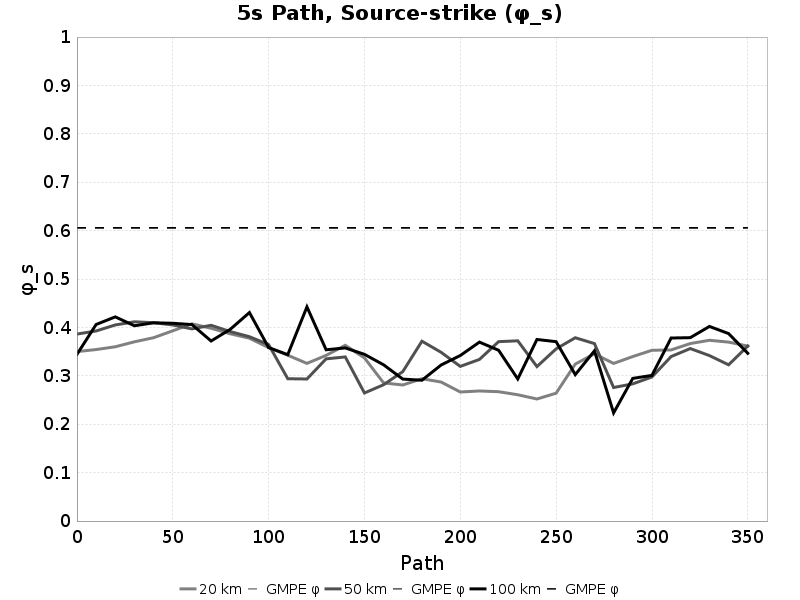 5s Path, Source-strike (φ_s)
1
0.9
0.8
0.7
0.6
0.5
0.4
0.3
0.2
0.1
0
φ_s
0 50 100 150 200 250 300 350
Path
20 km GMPE φ 50 km GMPE φ 100 km GMPE φ